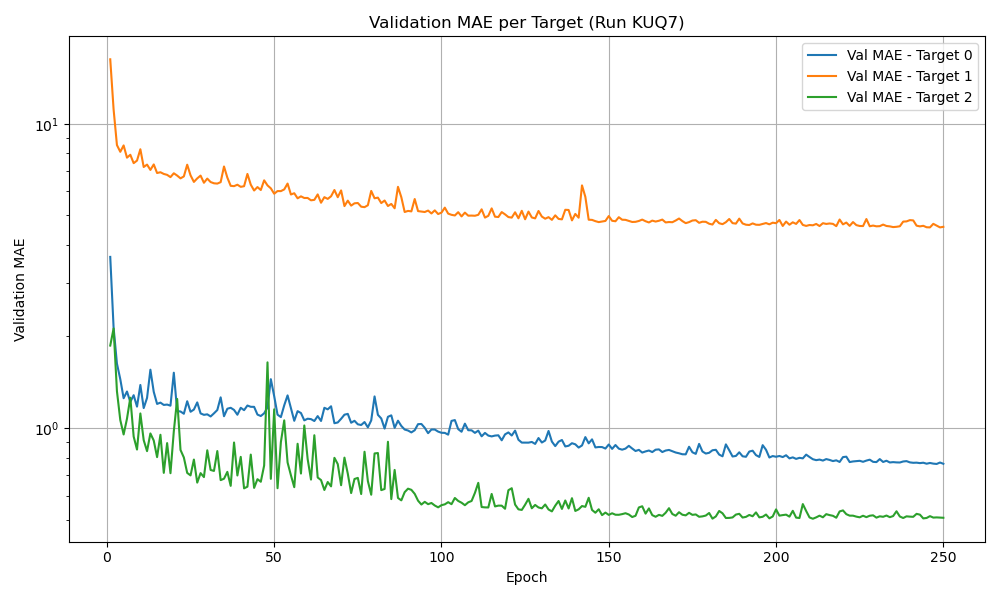 Validation MAE per Target (Run KUQ7)
Val MAE - Target 0
Val MAE - Target 1
Val MAE - Target 2
Validation MAE
10¹
10⁰
0 50 100 150 200 250
Epoch